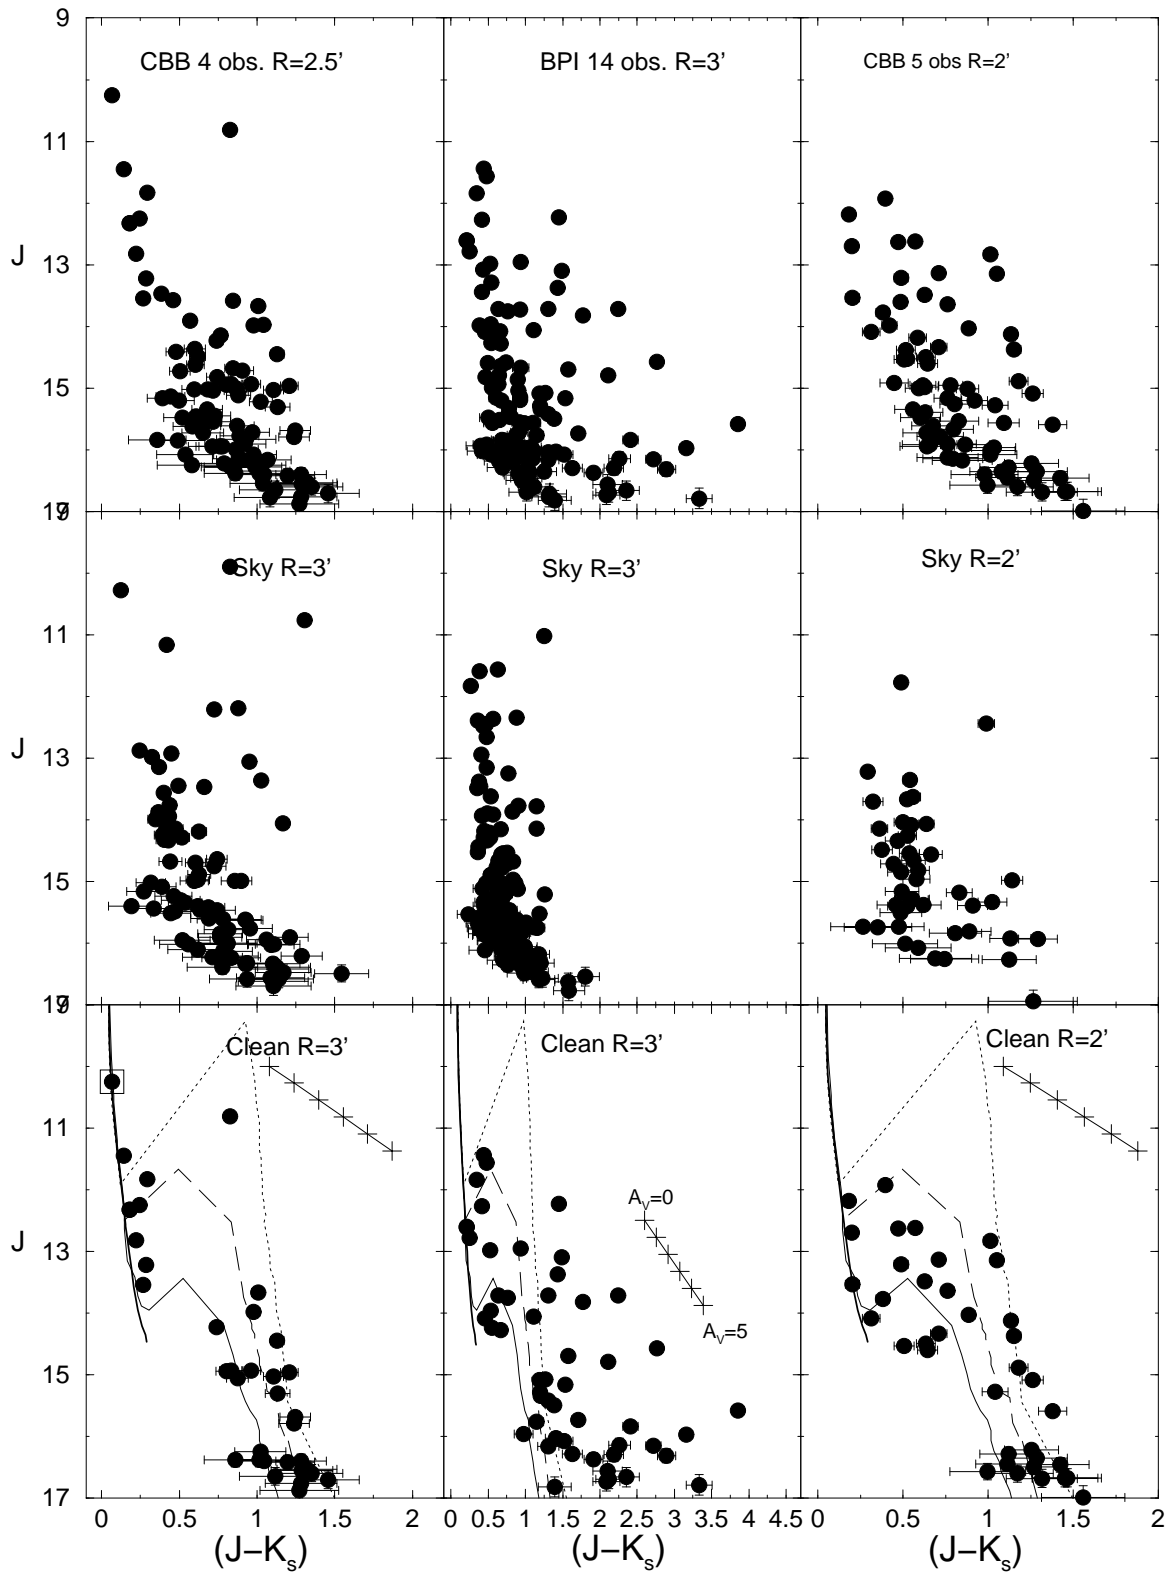 9
CBB 4 obs. R=2.5'
BPI 14 obs. R=3'
CBB 5 obs R=2'
11
J
13
15
17
9
Sky R=3'
Sky R=3'
Sky R=2'
11
J
13
15
17
9
Clean R=3'
Clean R=3'
Clean R=2'
11
A_V=0
J
13
A_V=5
15
17
0 0.5 1 1.5 2
0 0.5 1 1.5 2 2.5 3 3.5 4 4.5
0 0.5 1 1.5 2
(J−K_s)
(J−K_s)
(J−K_s)